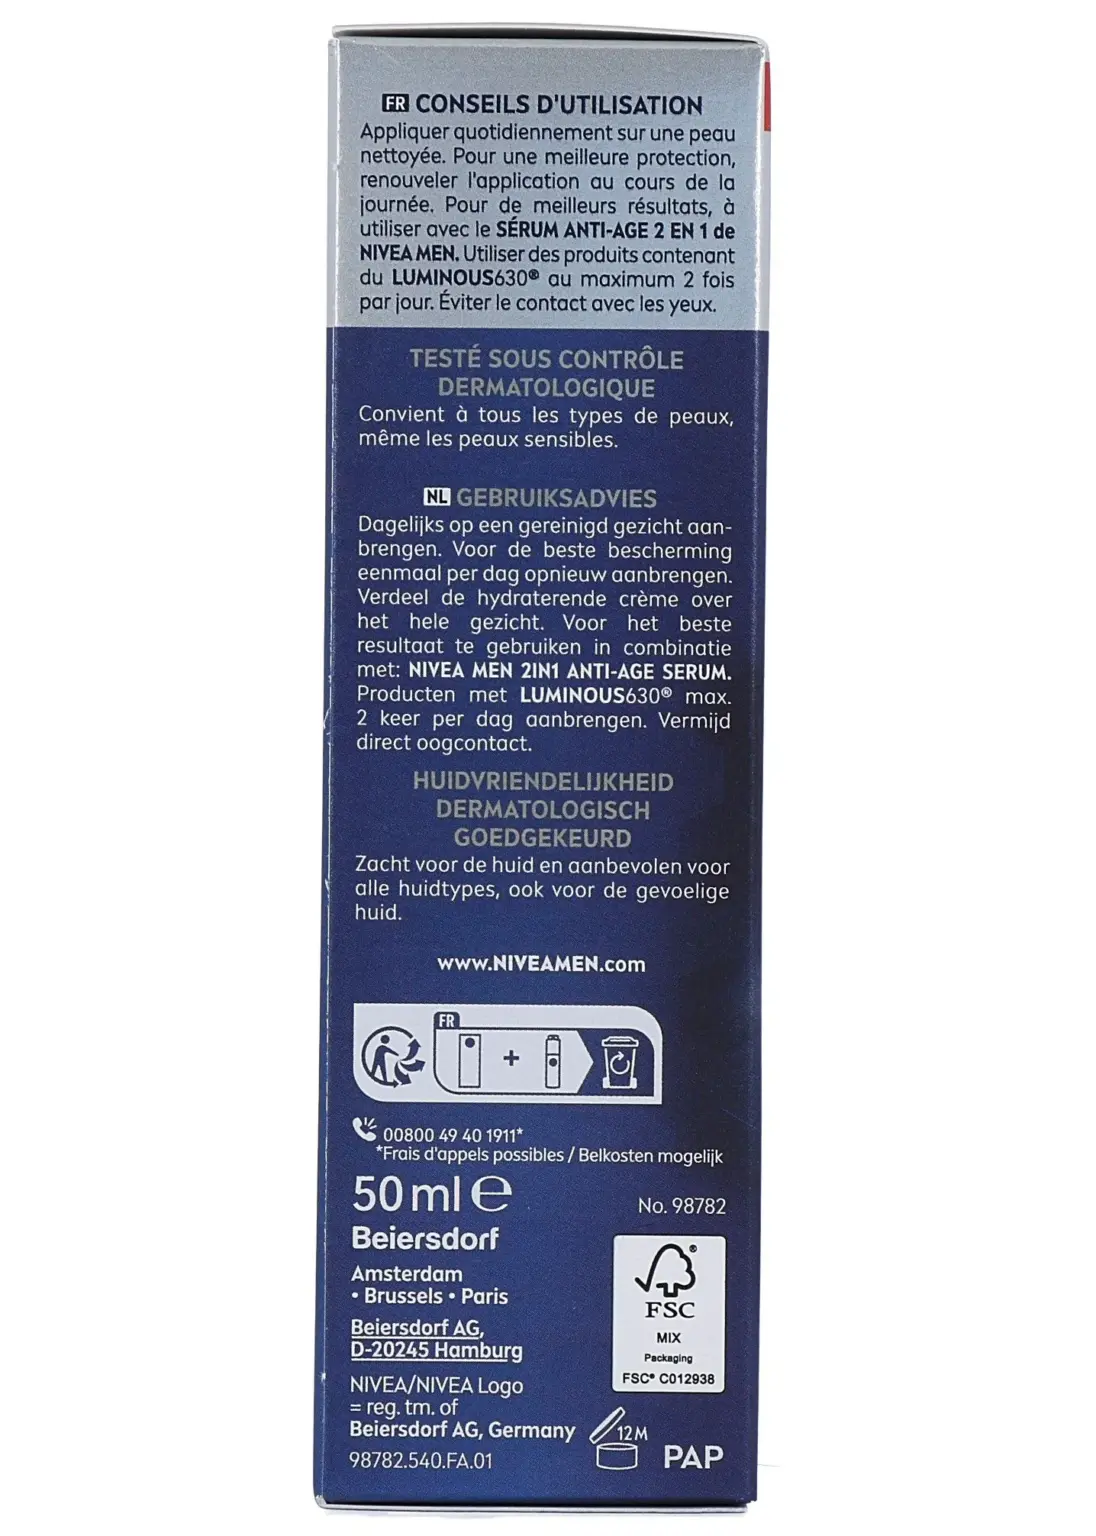 FR CONSEILS D'UTILISATION
Appliquer quotidiennement sur une peau
nettoyée. Pour une meilleure protection,
renouveler l'application au cours de la
journée. Pour de meilleurs résultats, à
utiliser avec le SÉRUM ANTI-AGE 2 EN 1 de
NIVEA MEN. Utiliser des produits contenant
du LUMINOUS630® au maximum 2 fois
par jour. Éviter le contact avec les yeux.
TESTÉ SOUS CONTRÔLE
DERMATOLOGIQUE
Convient à tous les types de peaux,
même les peaux sensibles.
NL GEBRUIKSADVIES
Dagelijks op een gereinigd gezicht aan-
brengen. Voor de beste bescherming
eenmaal per dag opnieuw aanbrengen.
Verdeel de hydraterende crème over
het hele gezicht. Voor het beste
resultaat te gebruiken in combinatie
met: NIVEA MEN 2IN1 ANTI-AGE SERUM.
Producten met LUMINOUS630® max.
2 keer per dag aanbrengen. Vermijd
direct oogcontact.
HUIDVRIENDELIJKHEID
DERMATOLOGISCH
GOEDGEKEURD
Zacht voor de huid en aanbevolen voor
alle huidtypes, ook voor de gevoelige
huid.
www.NIVEAMEN.com
FR
+
00800 49 40 1911*
*Frais d'appels possibles / Belkosten mogelijk
50 ml e
No. 98782
Beiersdorf
Amsterdam
• Brussels • Paris
Beiersdorf AG,
D-20245 Hamburg
NIVEA/NIVEA Logo
= reg. tm. of
Beiersdorf AG, Germany
98782.540.FA.01
®
FSC
MIX
Packaging
FSC® C012938
12M
PAP